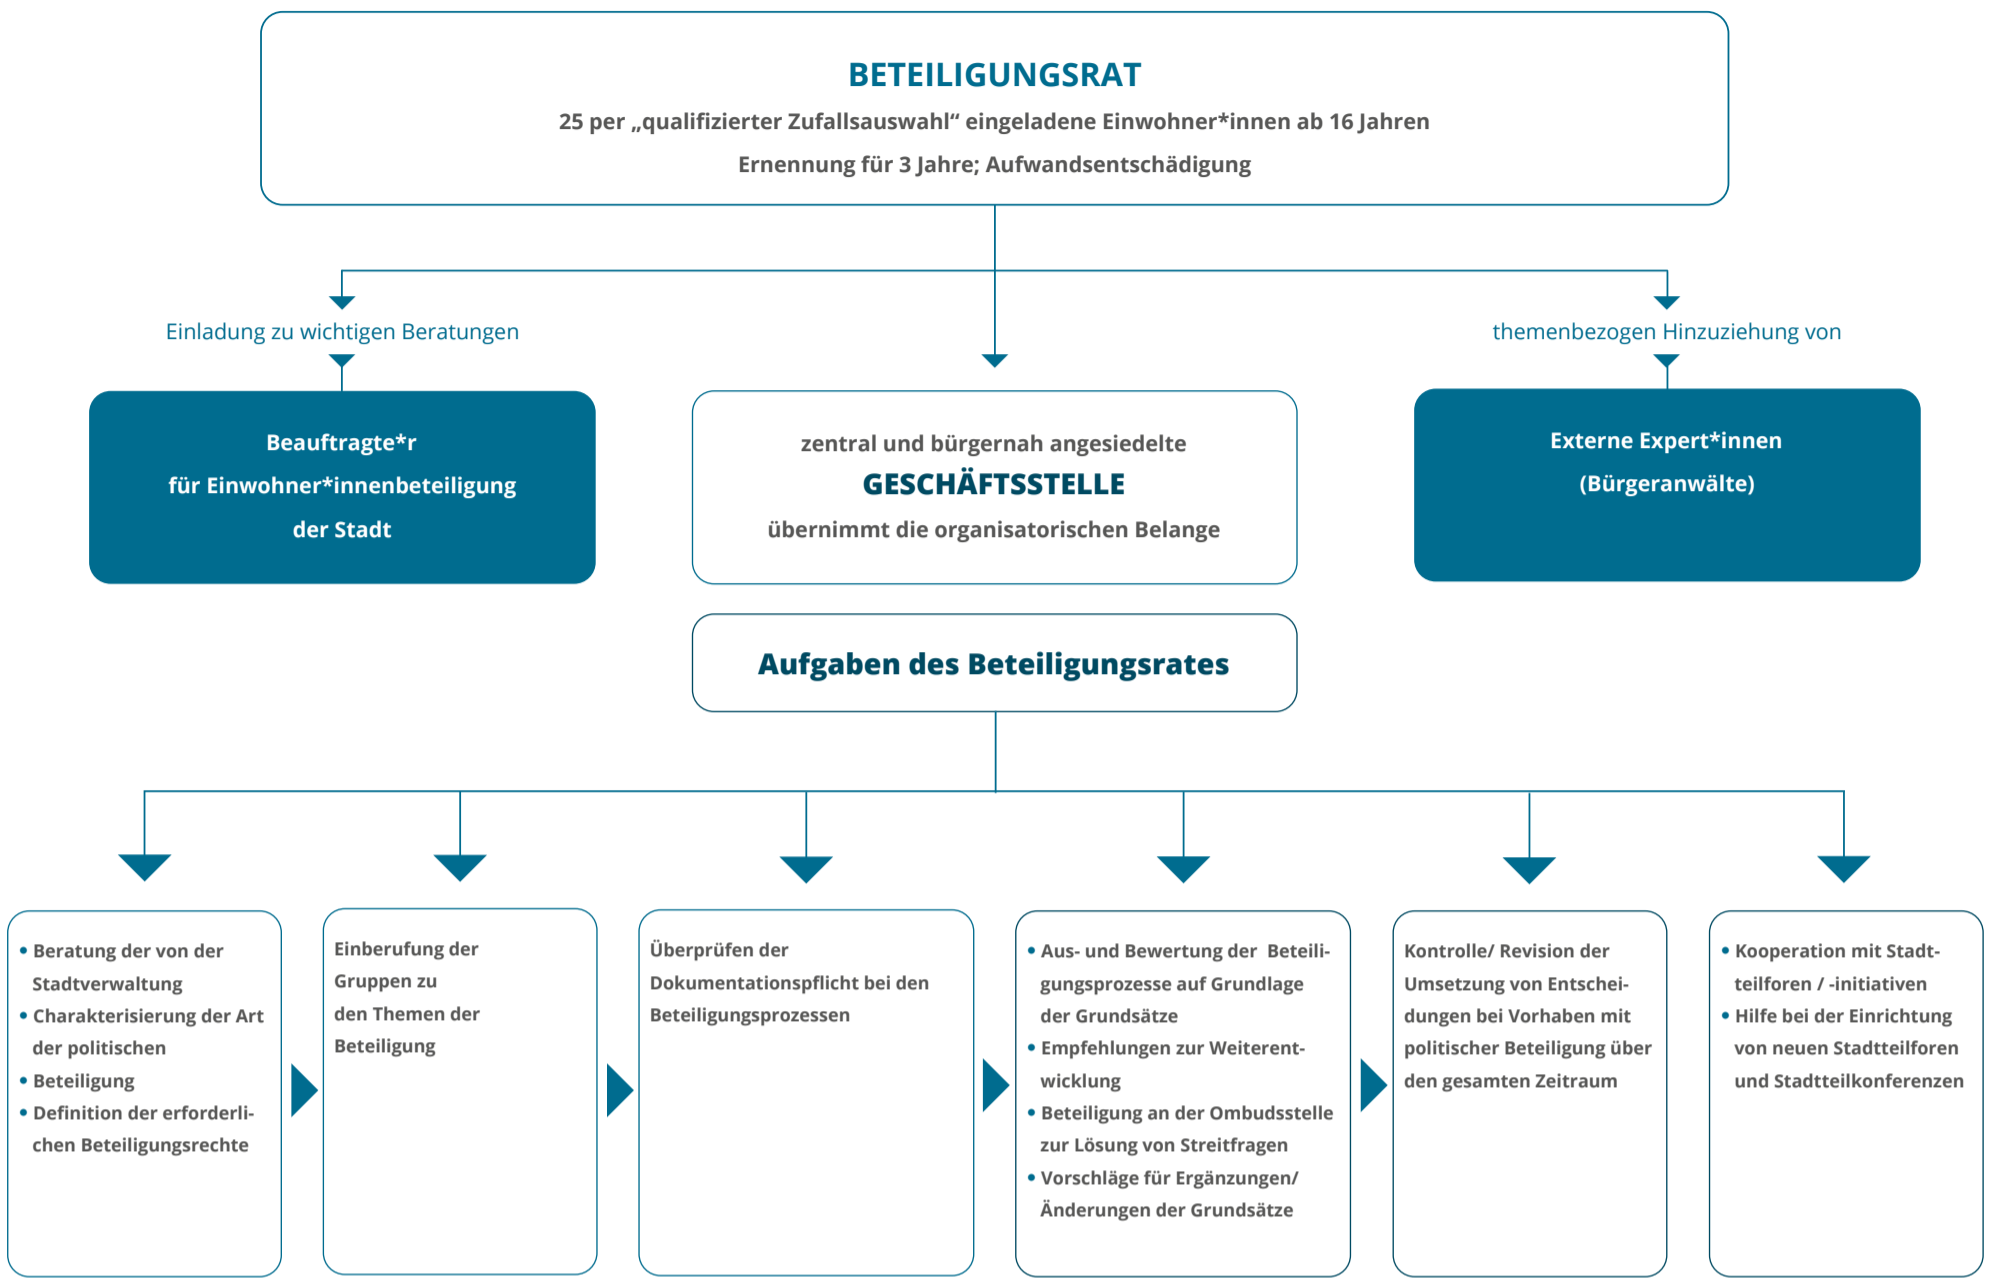 BETEILIGUNGSRAT
25 per „qualifizierter Zufallsauswahl“ eingeladene Einwohner*innen ab 16 Jahren
Ernennung für 3 Jahre; Aufwandsentschädigung
Einladung zu wichtigen Beratungen
themenbezogen Hinzuziehung von
Beauftragte*r
für Einwohner*innenbeteiligung
der Stadt
zentral und bürgernah angesiedelte
GESCHÄFTSSTELLE
übernimmt die organisatorischen Belange
Externe Expert*innen
(Bürgeranwälte)
Aufgaben des Beteiligungsrates
• Beratung der von der
Stadtverwaltung
• Charakterisierung der Art
der politischen
• Beteiligung
• Definition der erforderli-
chen Beteiligungsrechte
Einberufung der
Gruppen zu
den Themen der
Beteiligung
Überprüfen der
Dokumentationspflicht bei den
Beteiligungsprozessen
• Aus- und Bewertung der Beteili-
gungsprozesse auf Grundlage
der Grundsätze
• Empfehlungen zur Weiterent-
wicklung
• Beteiligung an der Ombudsstelle
zur Lösung von Streitfragen
• Vorschläge für Ergänzungen/
Änderungen der Grundsätze
Kontrolle/ Revision der
Umsetzung von Entschei-
dungen bei Vorhaben mit
politischer Beteiligung über
den gesamten Zeitraum
• Kooperation mit Stadt-
teilforen / -initiativen
• Hilfe bei der Einrichtung
von neuen Stadtteilforen
und Stadtteilkonferenzen